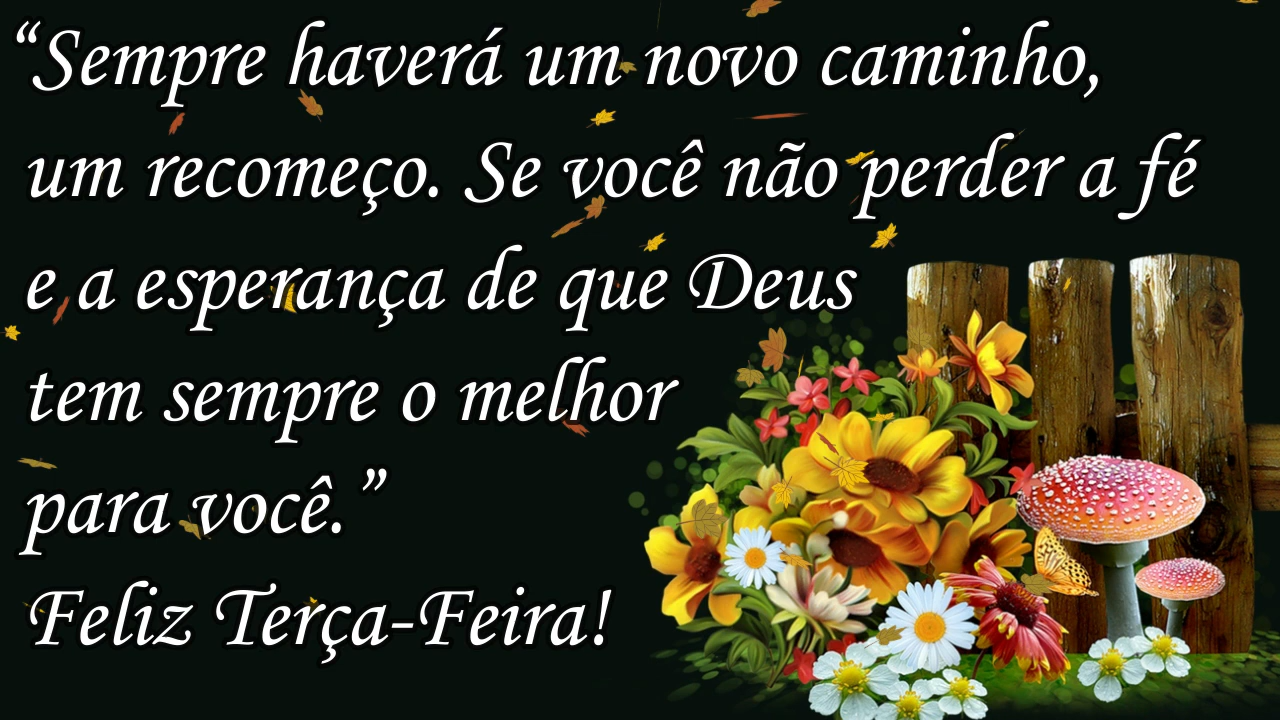 “Sempre haverá um novo caminho,
um recomeço. Se você não perder a fé
e a esperança de que Deus
tem sempre o melhor
para você.”
Feliz Terça-Feira!